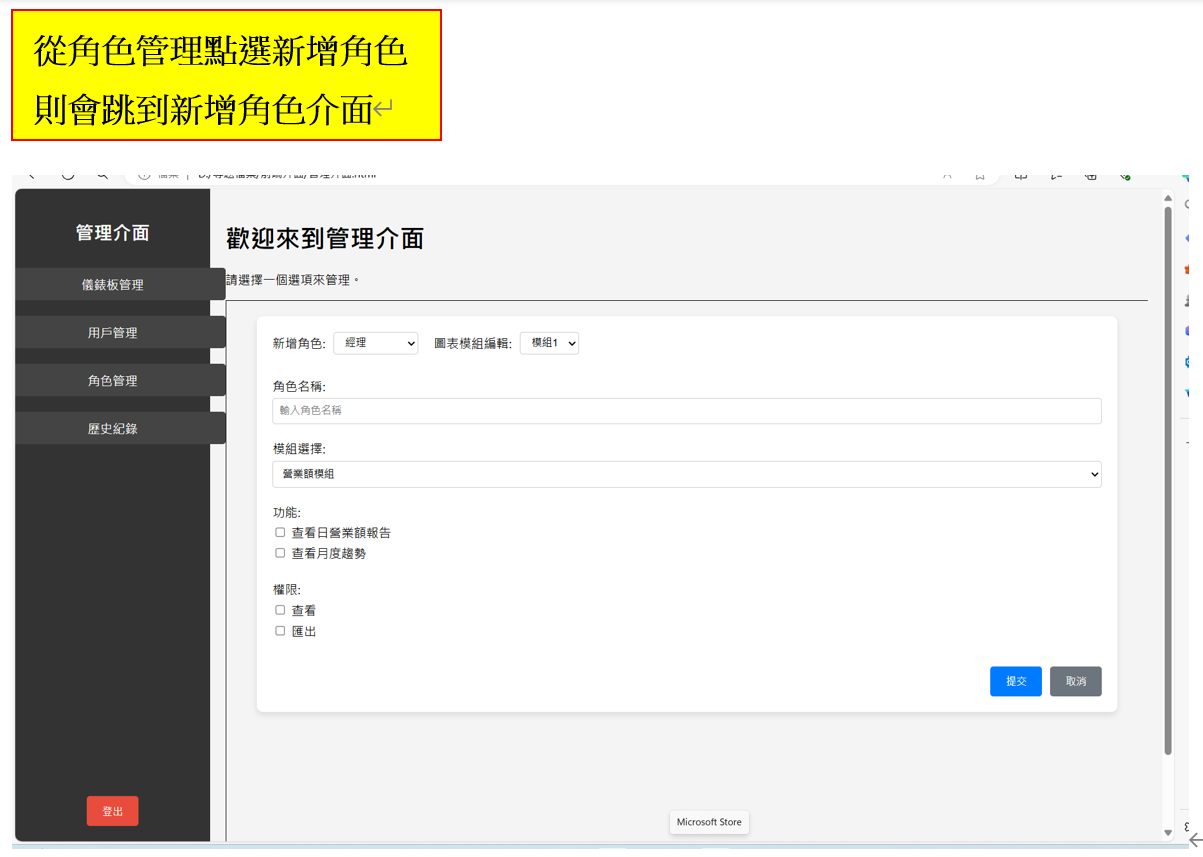 從角色管理點選新增角色
則會跳到新增角色介面
管理介面
歡迎來到管理介面
儀錶板管理
請選擇一個選項來管理。
用戶管理
新增角色: 經理 圖表模組編輯: 模組1
角色管理
角色名稱:
輸入角色名稱
歷史紀錄
模組選擇:
營業額模組
功能:
查看日營業額報告
查看月度趨勢
權限:
查看
匯出
提交 取消
登出
Microsoft Store